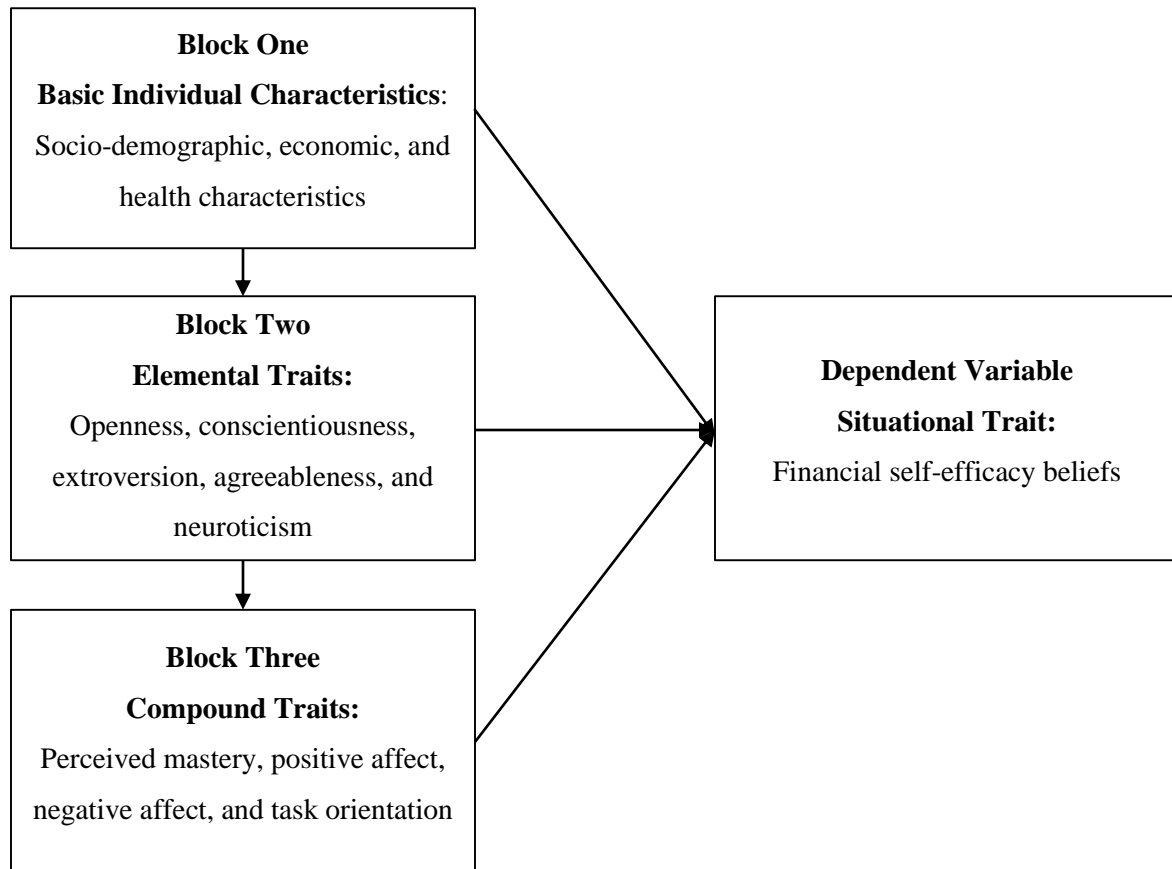 Block One
Basic Individual Characteristics:
Socio-demographic, economic, and
health characteristics
Block Two
Elemental Traits:
Openness, conscientiousness,
extroversion, agreeableness, and
neuroticism
Dependent Variable
Situational Trait:
Financial self-efficacy beliefs
Block Three
Compound Traits:
Perceived mastery, positive affect,
negative affect, and task orientation